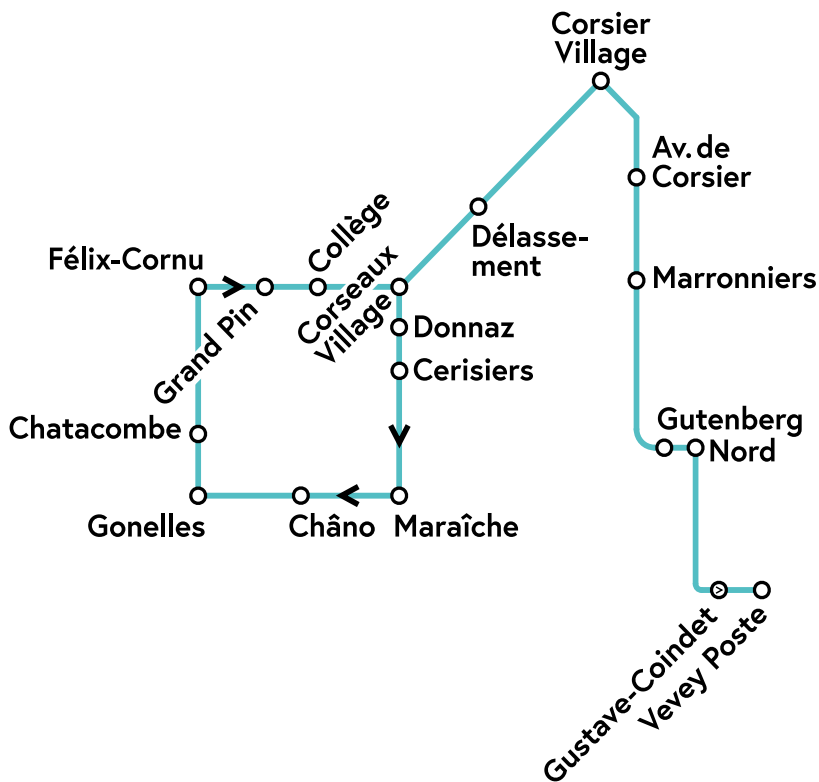 Corsier
Village
Av. de
Corsier
Délasse-
ment
Collège
Félix-Cornu
Grand Pin
Corseaux
Village
Marronniers
Donnaz
Cerisiers
Chatacombe
Gutenberg
Nord
Gonelles
Châno
Maraîche
Gustave-Coindet
Vevey Poste